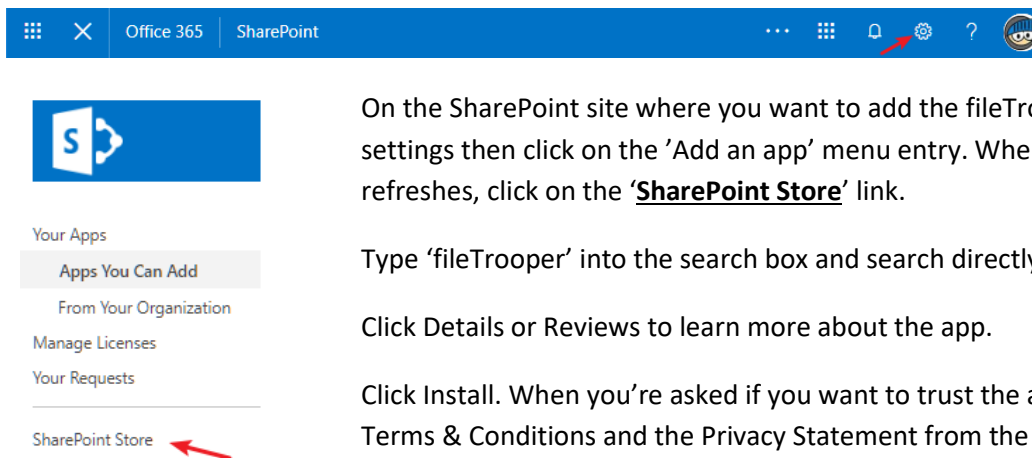 Office 365 SharePoint ... ?
S
On the SharePoint site where you want to add the
settings then click on the ’Add an app’ menu entry.
refreshes, click on the ‘SharePoint Store’ link.
Type ‘fileTrooper’ into the search box and search directly
Click Details or Reviews to learn more about the app.
Click Install. When you’re asked if you want to trust the
Terms & Conditions and the Privacy Statement from the
Your Apps
Apps You Can Add
From Your Organization
Manage Licenses
Your Requests
SharePoint Store